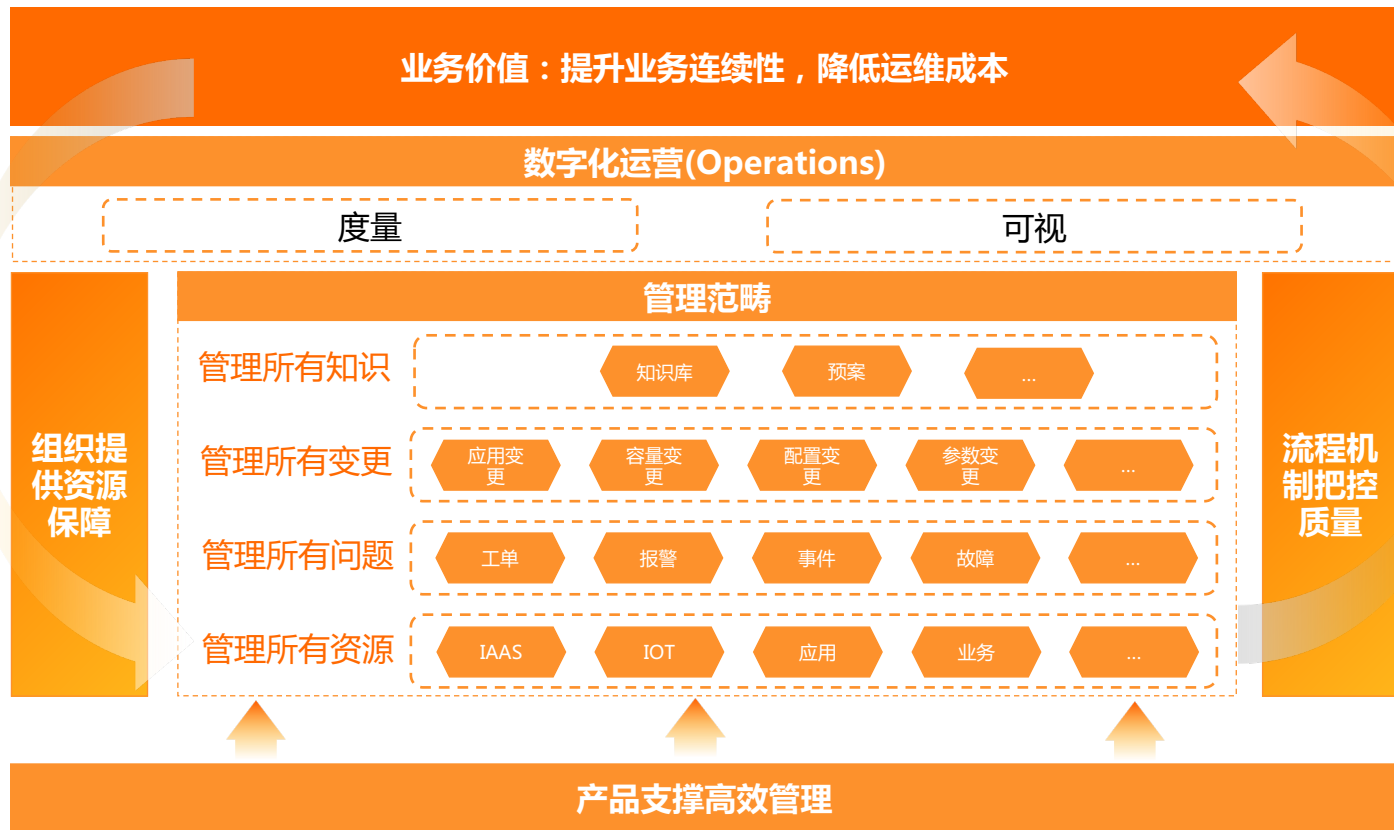 业务价值：提升业务连续性，降低运维成本
数字化运营(Operations)
度量
可视
组织提
供资源
保障
管理范畴
管理所有知识
知识库
预案
...
管理所有变更
应用变
更
容量变
更
配置变
更
参数变
更
...
管理所有问题
工单
报警
事件
故障
...
管理所有资源
IAAS
IOT
应用
业务
...
流程机
制把控
质量
产品支撑高效管理